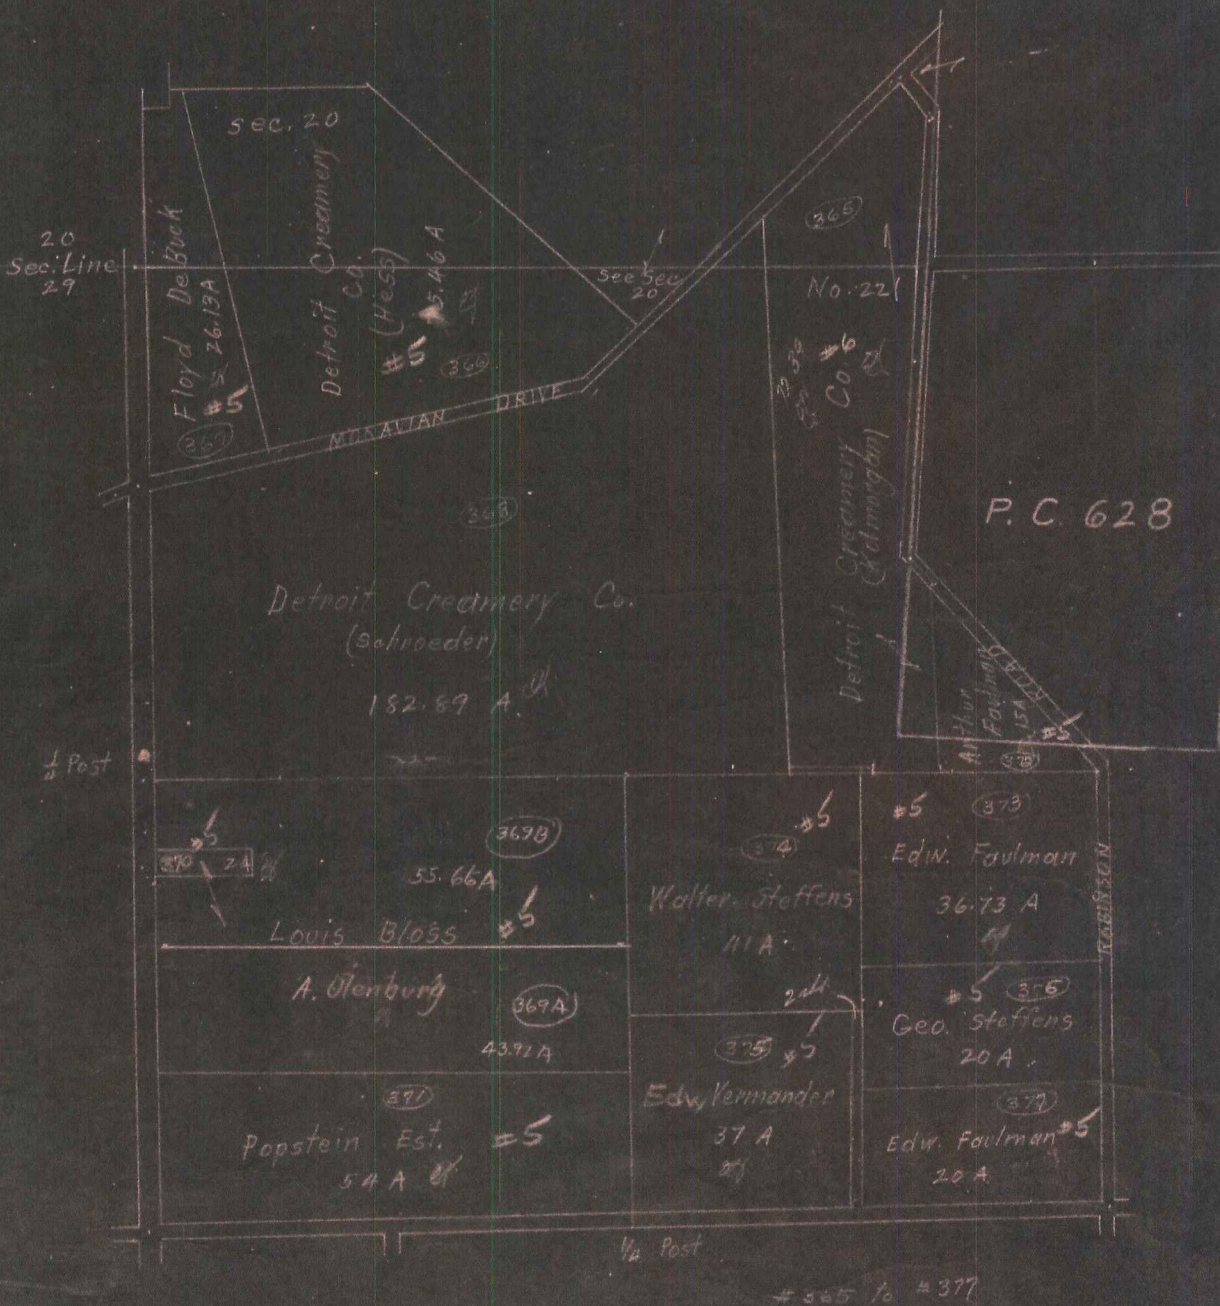 sec. 20
20
Sec. Line
29
Floyd DeBuck
26.13A
#5
367
Detroit Creamery
Co.
(Hess)
5.46 A
#5
366
MORAVIAN DRIVE
See Sec.
20
365
No. 221
#6
Detroit Creamery Co.
P. C. 628
368
Detroit Creamery Co.
(Schroeder)
182.89 A
1/4 Post
Arthur
Faulman
15A
#5
ROAD
#5
370 2A
369B
55.66A
Louis Bloss #5
A. Olenburg
369A
43.92A
371
Popstein Est. #5
54 A
#5
374
Walter Steffens
41 A
375 #5
Edw. Vermander
37 A
#5 373
Edw. Faulman
36.73 A
ROBINSON
#5 376
Geo. Steffens
20 A
377
Edw. Faulman #5
20 A
1/4 Post
#365 to #377